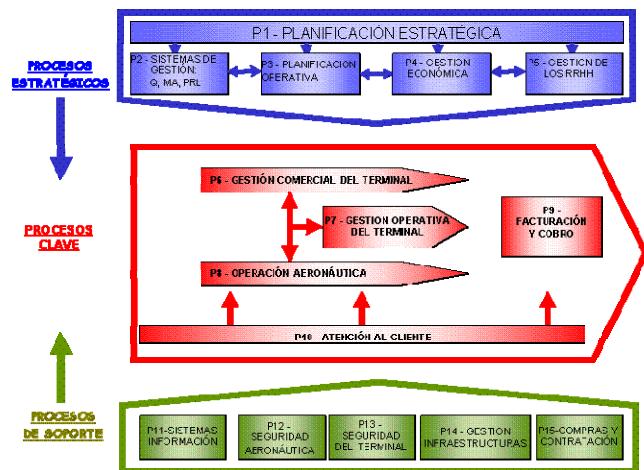 P1 - PLANIFICACIÓN ESTRATÉGICA
PROCESOS
ESTRATÉGICOS
P2 - SISTEMAS DE
GESTIÓN:
Q, MA, PRL
P3 - PLANIFICACION
OPERATIVA
P4 - GESTION
ECONÓMICA
P5 - GESTION DE
LOS RRHH
PROCESOS
CLAVE
P6 - GESTIÓN COMERCIAL DEL TERMINAL
P7 - GESTION OPERATIVA
DEL TERMINAL
P8 - OPERACIÓN AERONÁUTICA
P9 -
FACTURACIÓN
Y COBRO
P10 - ATENCIÓN AL CLIENTE
PROCESOS
DE SOPORTE
P11-SISTEMAS
INFORMACIÓN
P12 -
SEGURIDAD
AERONÁUTICA
P13 -
SEGURIDAD
DEL TERMINAL
P14 - GESTION
INFRAESTRUCTURAS
P15-COMPRAS Y
CONTRATACIÓN